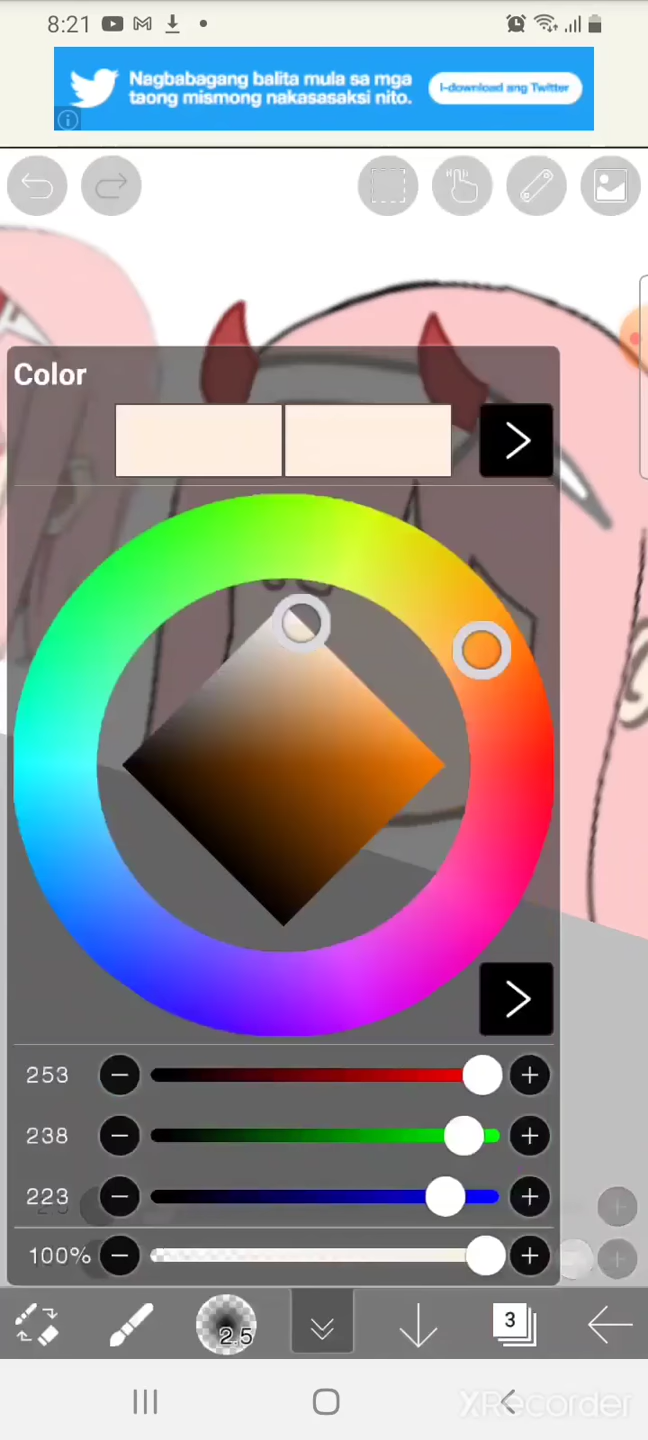 8:21
Nagbabagang balita mula sa mga
taong mismong nakasasaksi nito.
I-download ang Twitter
Color
253
238
223
100%
2.5
3
XRecorder